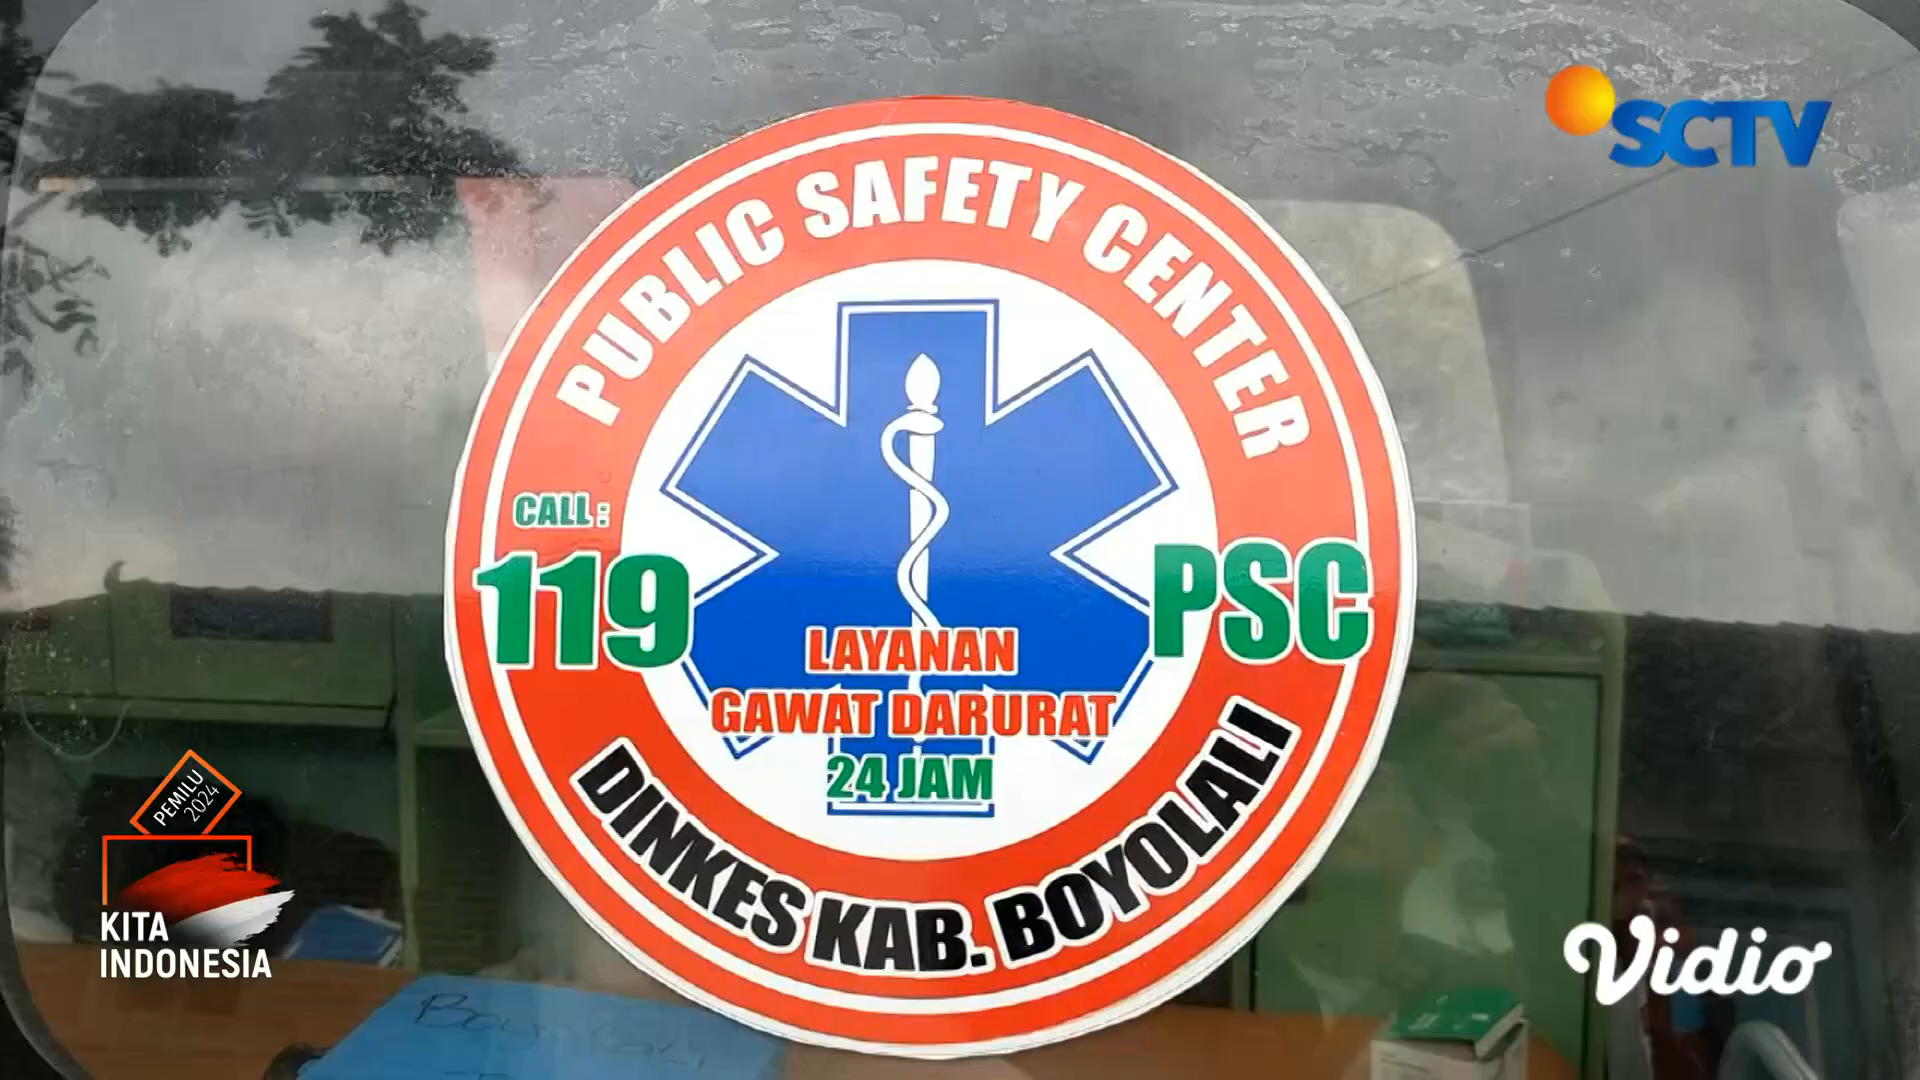 SCTV
PUBLIC SAFETY CENTER
CALL :
119
PSC
LAYANAN
GAWAT DARURAT
24 JAM
DINKES KAB. BOYOLALI
PEMILU
2024
KITA
INDONESIA
Vidio